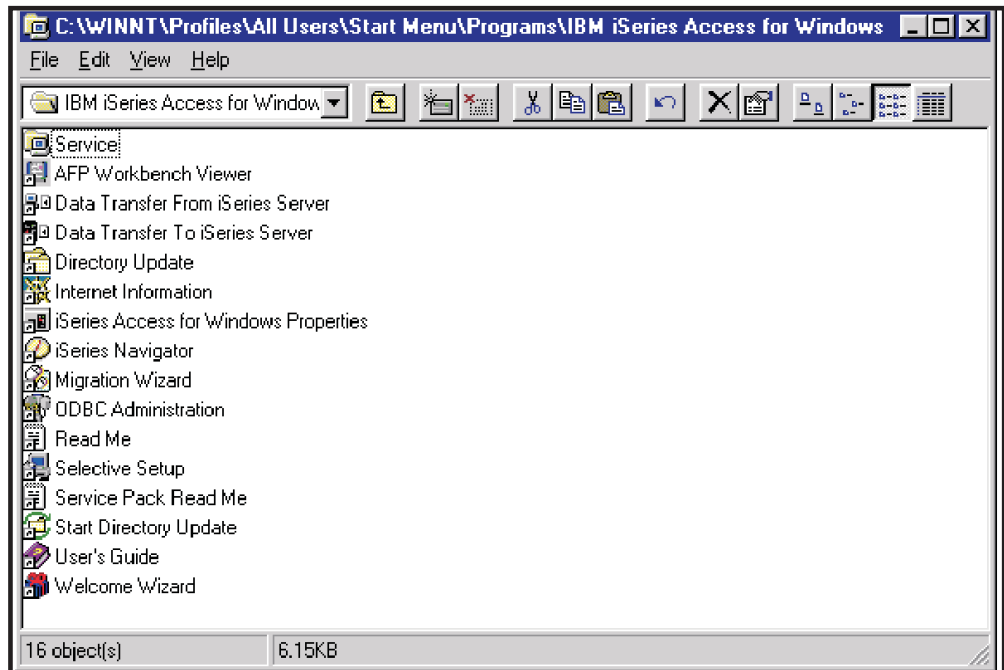 C:\WINNT\Profiles\All Users\Start Menu\Programs\IBM iSeries Access for Windows
File Edit View Help
IBM iSeries Access for Window
Service
AFP Workbench Viewer
Data Transfer From iSeries Server
Data Transfer To iSeries Server
Directory Update
Internet Information
iSeries Access for Windows Properties
iSeries Navigator
Migration Wizard
ODBC Administration
Read Me
Selective Setup
Service Pack Read Me
Start Directory Update
User's Guide
Welcome Wizard
16 object(s) 6.15KB